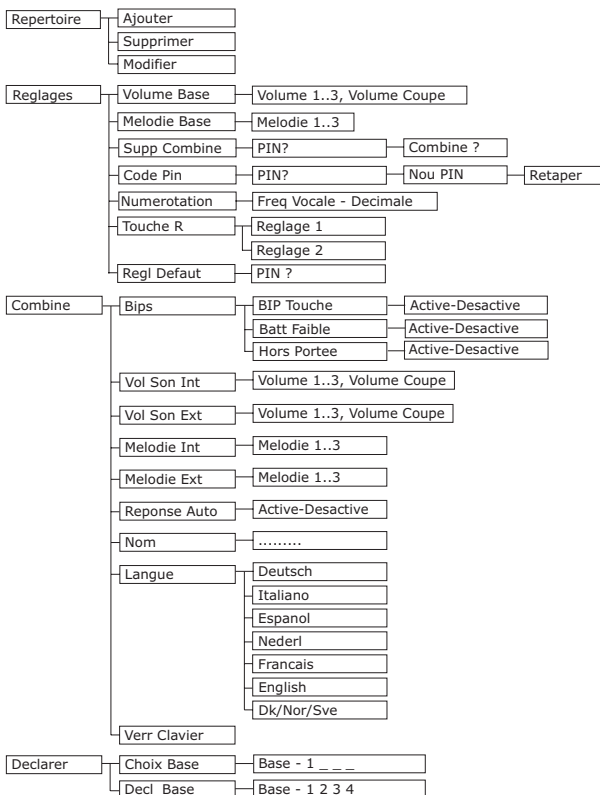 Repertoire Ajouter
Supprimer
Modifier
Reglages Volume Base Volume 1..3, Volume Coupe
Melodie Base Melodie 1..3
Supp Combine PIN? Combine ?
Code Pin PIN? Nou PIN Retaper
Numerotation Freq Vocale - Decimale
Touche R Reglage 1
Reglage 2
Regl Defaut PIN ?
Combine Bips BIP Touche Active-Desactive
Batt Faible Active-Desactive
Hors Portee Active-Desactive
Vol Son Int Volume 1..3, Volume Coupe
Vol Son Ext Volume 1..3, Volume Coupe
Melodie Int Melodie 1..3
Melodie Ext Melodie 1..3
Reponse Auto Active-Desactive
Nom .........
Langue Deutsch
Italiano
Espanol
Nederl
Francais
English
Dk/Nor/Sve
Verr Clavier
Declarer Choix Base Base - 1 _ _ _
Decl Base Base - 1 2 3 4